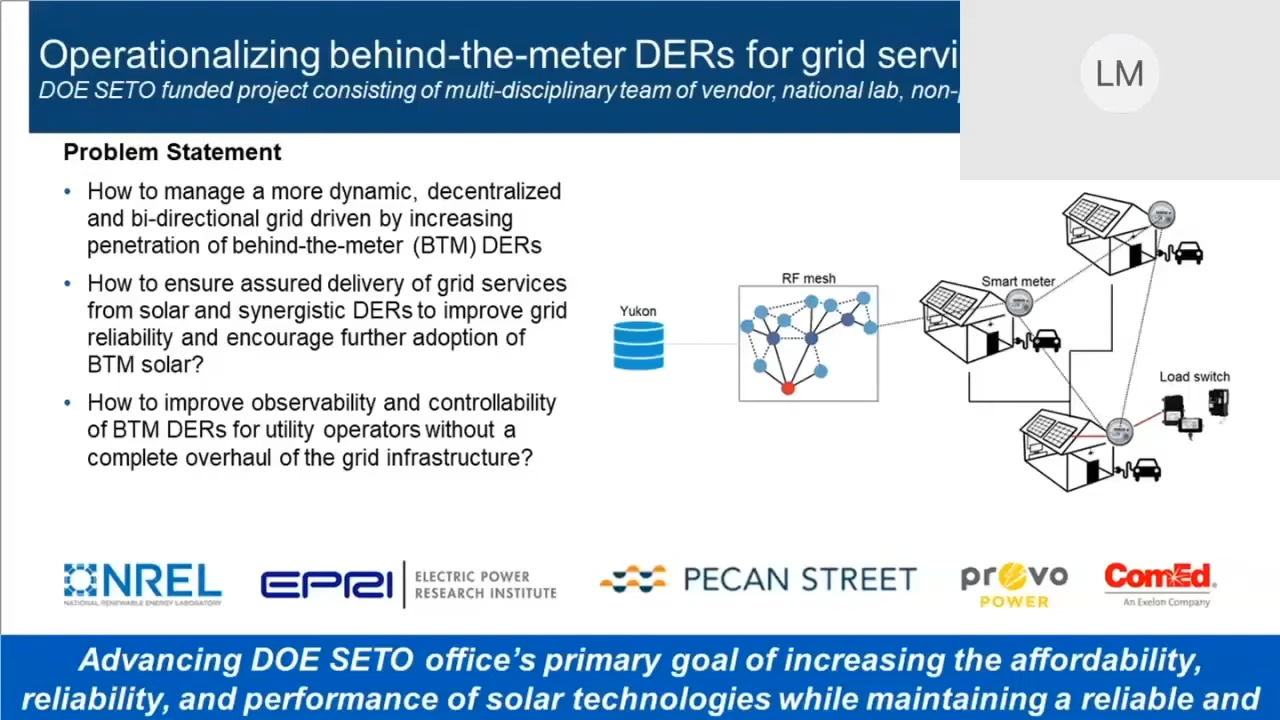 Operationalizing behind-the-meter DERs for grid servi
DOE SETO funded project consisting of multi-disciplinary team of vendor, national lab, non-p
LM
Problem Statement
• How to manage a more dynamic, decentralized
and bi-directional grid driven by increasing
penetration of behind-the-meter (BTM) DERs
• How to ensure assured delivery of grid services
from solar and synergistic DERs to improve grid
reliability and encourage further adoption of
BTM solar?
• How to improve observability and controllability
of BTM DERs for utility operators without a
complete overhaul of the grid infrastructure?
Yukon
RF mesh
Smart meter
Load switch
NREL
NATIONAL RENEWABLE ENERGY LABORATORY
EPRI
ELECTRIC POWER
RESEARCH INSTITUTE
PECAN STREET
provo
POWER
ComEd®
An Exelon Company
Advancing DOE SETO office's primary goal of increasing the affordability,
reliability, and performance of solar technologies while maintaining a reliable and